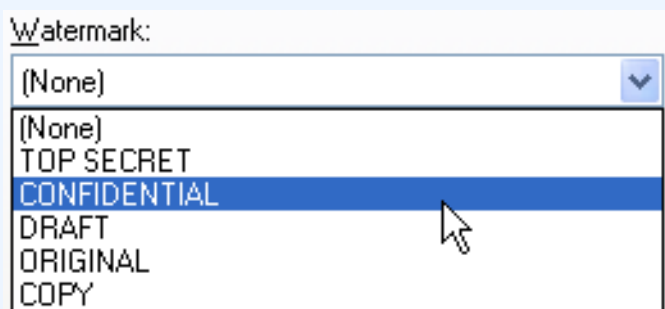 Watermark:
(None)
(None)
TOP SECRET
CONFIDENTIAL
DRAFT
ORIGINAL
COPY